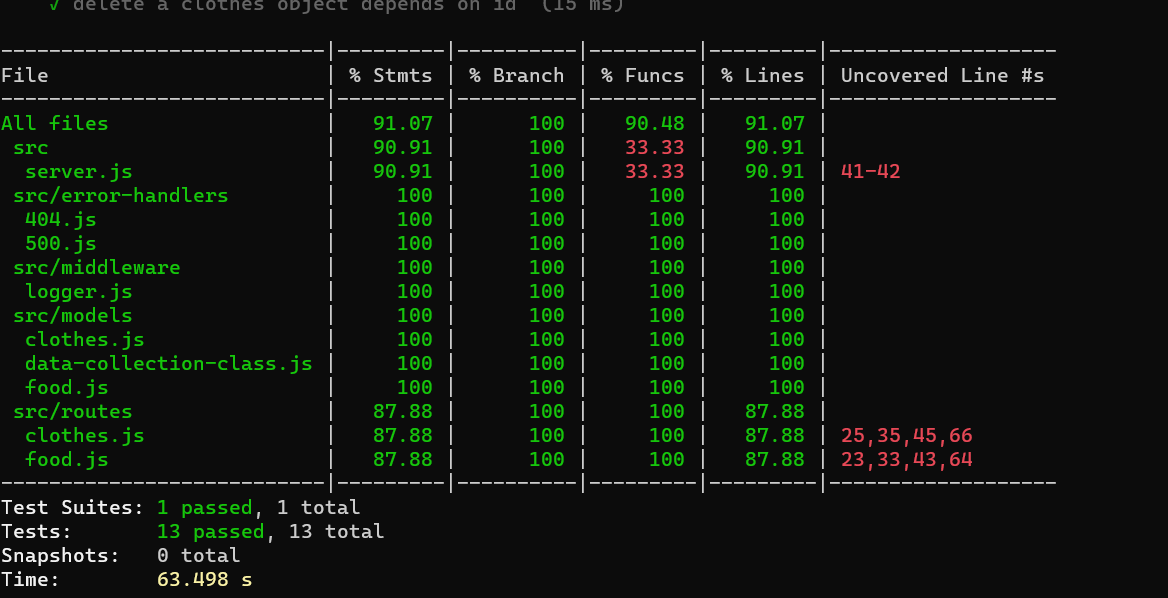 √ delete a clothes object depends on id (15 ms)
--------------------------|---------|----------|---------|---------|-------------------
File                      | % Stmts | % Branch | % Funcs | % Lines | Uncovered Line #s
--------------------------|---------|----------|---------|---------|-------------------
All files                 |   91.07 |      100 |   90.48 |   91.07 |
 src                      |   90.91 |      100 |   33.33 |   90.91 |
  server.js               |   90.91 |      100 |   33.33 |   90.91 | 41-42
 src/error-handlers       |     100 |      100 |     100 |     100 |
  404.js                  |     100 |      100 |     100 |     100 |
  500.js                  |     100 |      100 |     100 |     100 |
 src/middleware           |     100 |      100 |     100 |     100 |
  logger.js               |     100 |      100 |     100 |     100 |
 src/models               |     100 |      100 |     100 |     100 |
  clothes.js              |     100 |      100 |     100 |     100 |
  data-collection-class.js |     100 |      100 |     100 |     100 |
  food.js                 |     100 |      100 |     100 |     100 |
 src/routes               |   87.88 |      100 |     100 |   87.88 |
  clothes.js              |   87.88 |      100 |     100 |   87.88 | 25,35,45,66
  food.js                 |   87.88 |      100 |     100 |   87.88 | 23,33,43,64
--------------------------|---------|----------|---------|---------|-------------------
Test Suites: 1 passed, 1 total
Tests:       13 passed, 13 total
Snapshots:   0 total
Time:        63.498 s